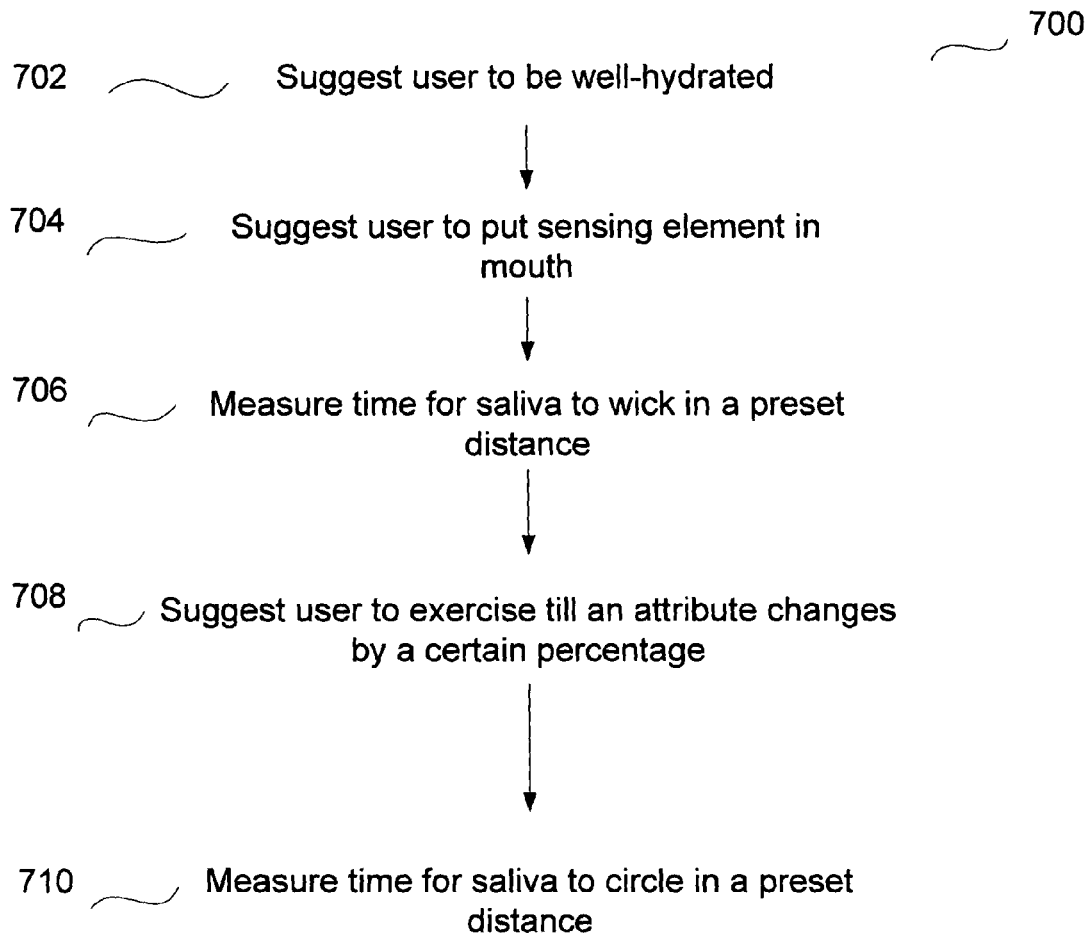 700
702 Suggest user to be well-hydrated
704 Suggest user to put sensing element in
mouth
706 Measure time for saliva to wick in a preset
distance
708 Suggest user to exercise till an attribute changes
by a certain percentage
710 Measure time for saliva to circle in a preset
distance